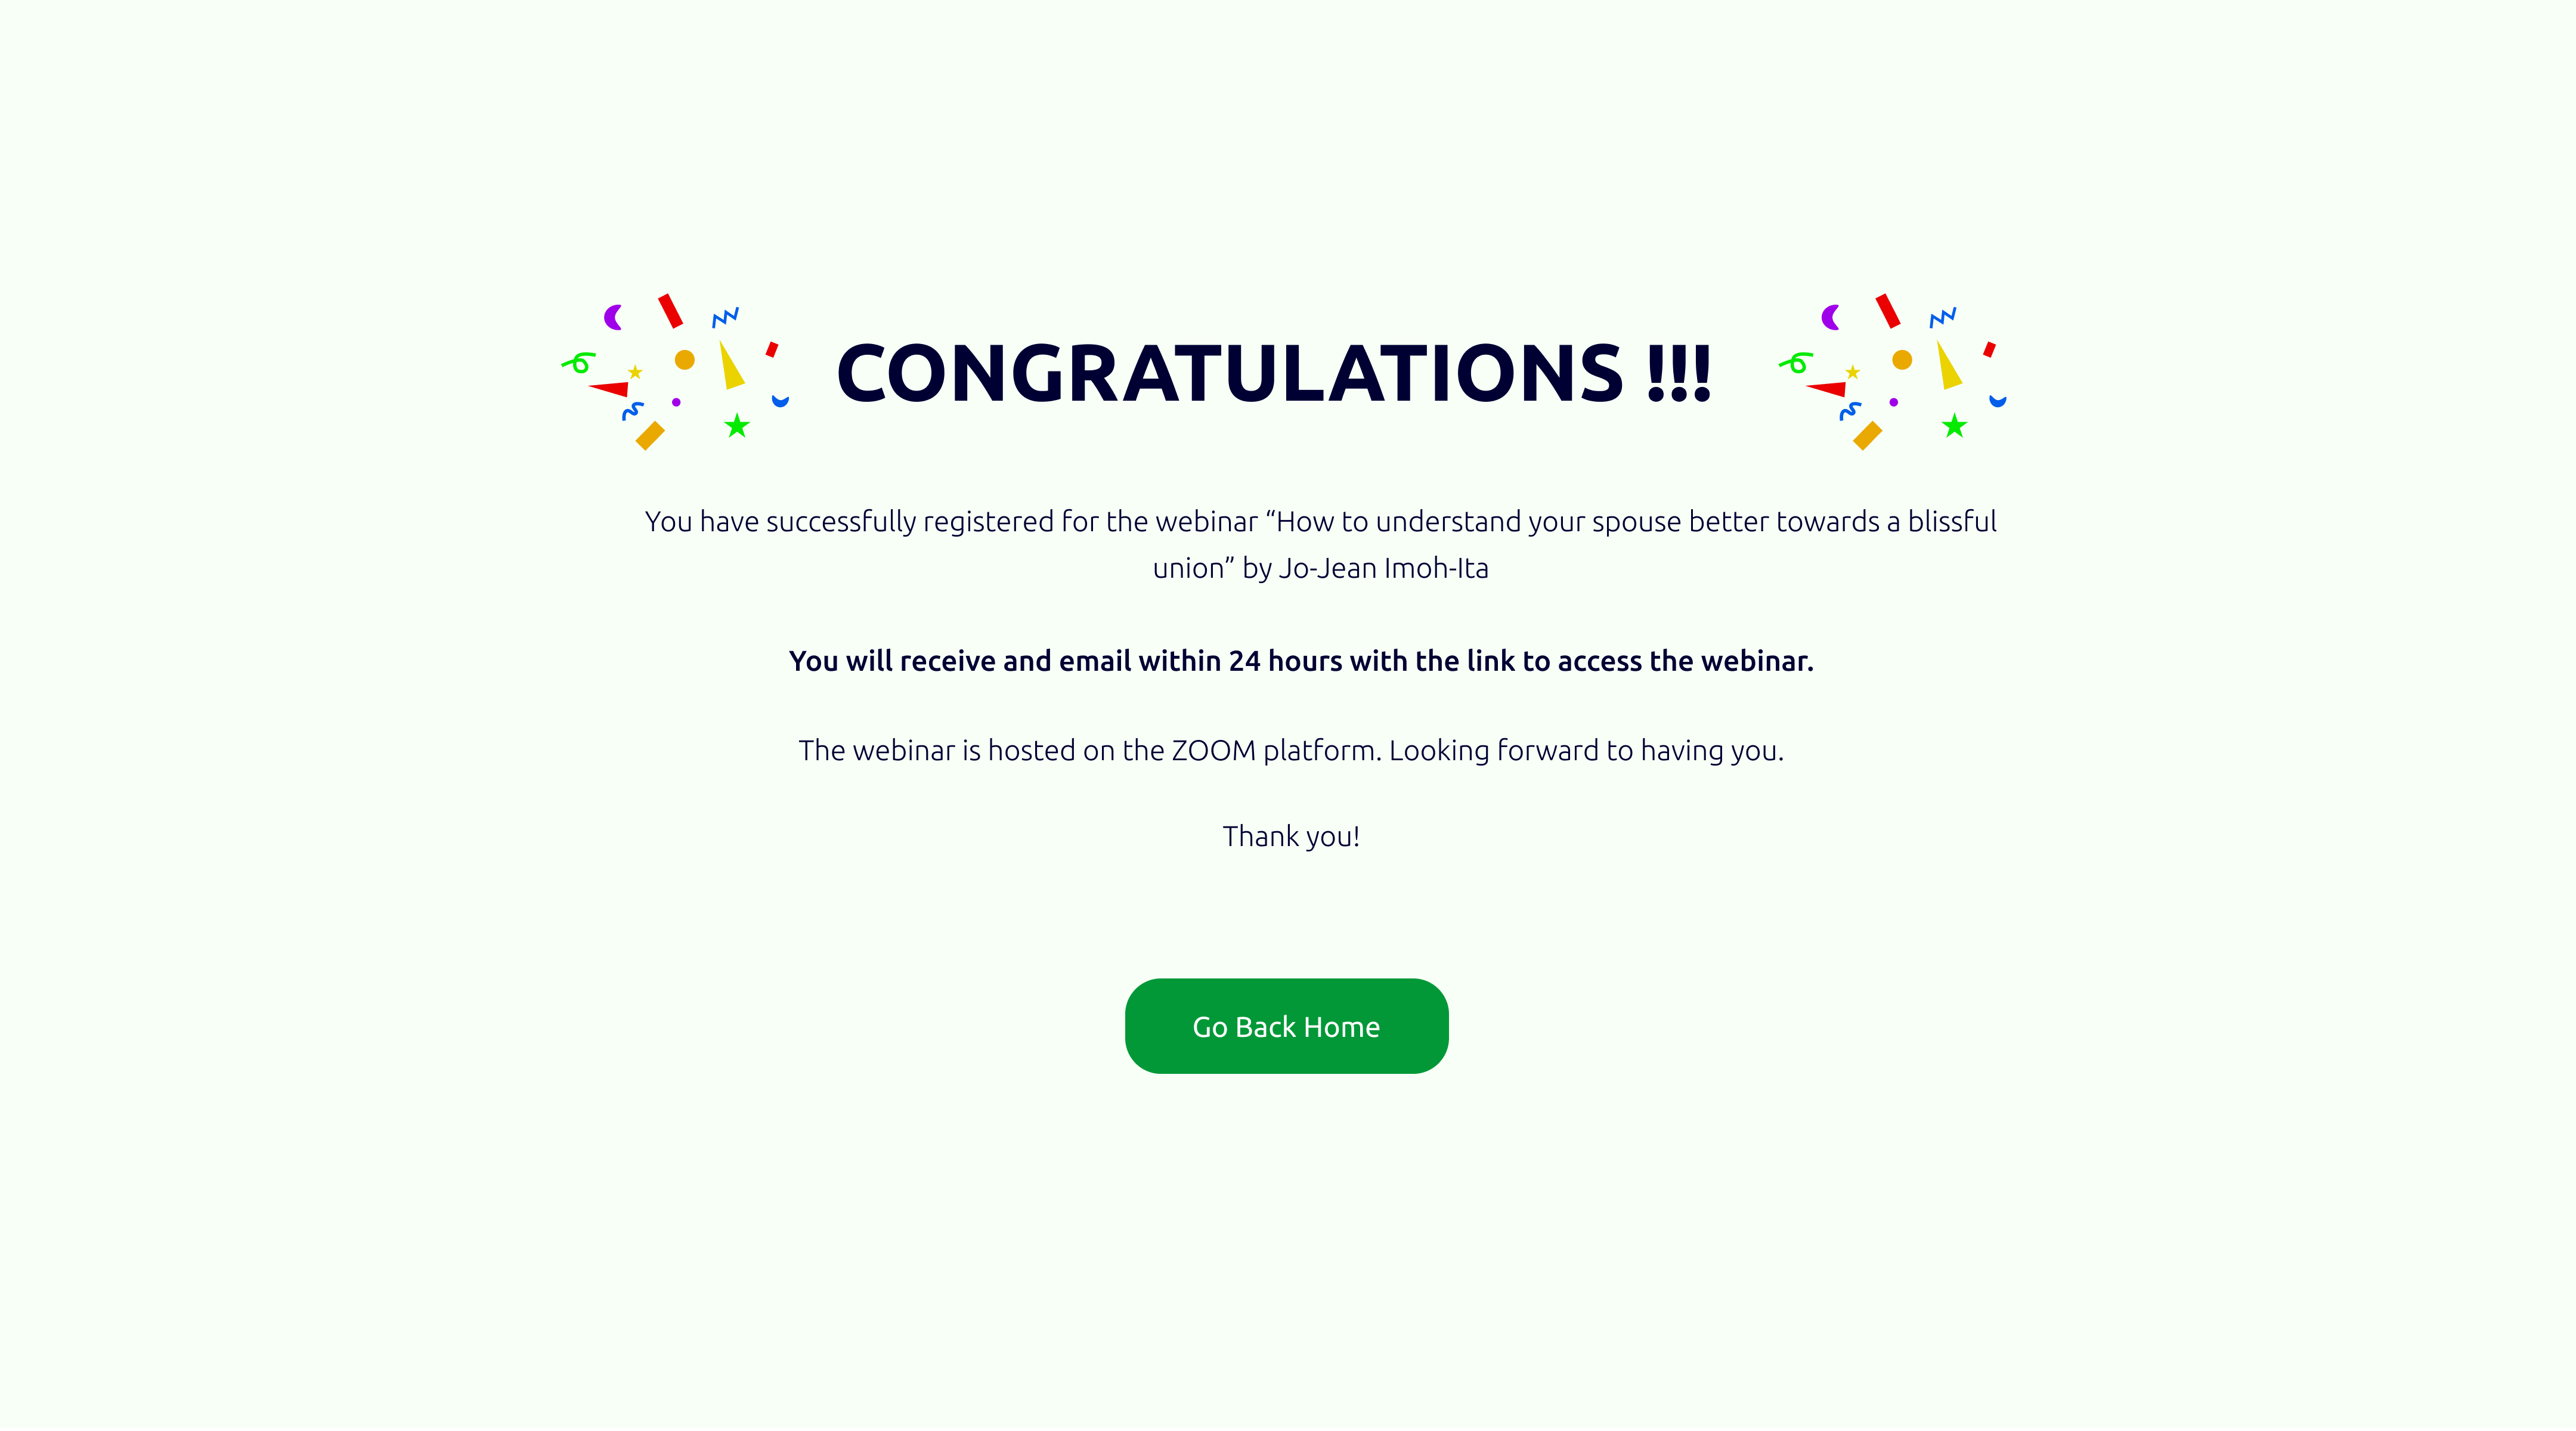 CONGRATULATIONS !!!
You have successfully registered for the webinar “How to understand your spouse better towards a blissful
union” by Jo-Jean Imoh-Ita
You will receive and email within 24 hours with the link to access the webinar.
The webinar is hosted on the ZOOM platform. Looking forward to having you.
Thank you!
Go Back Home